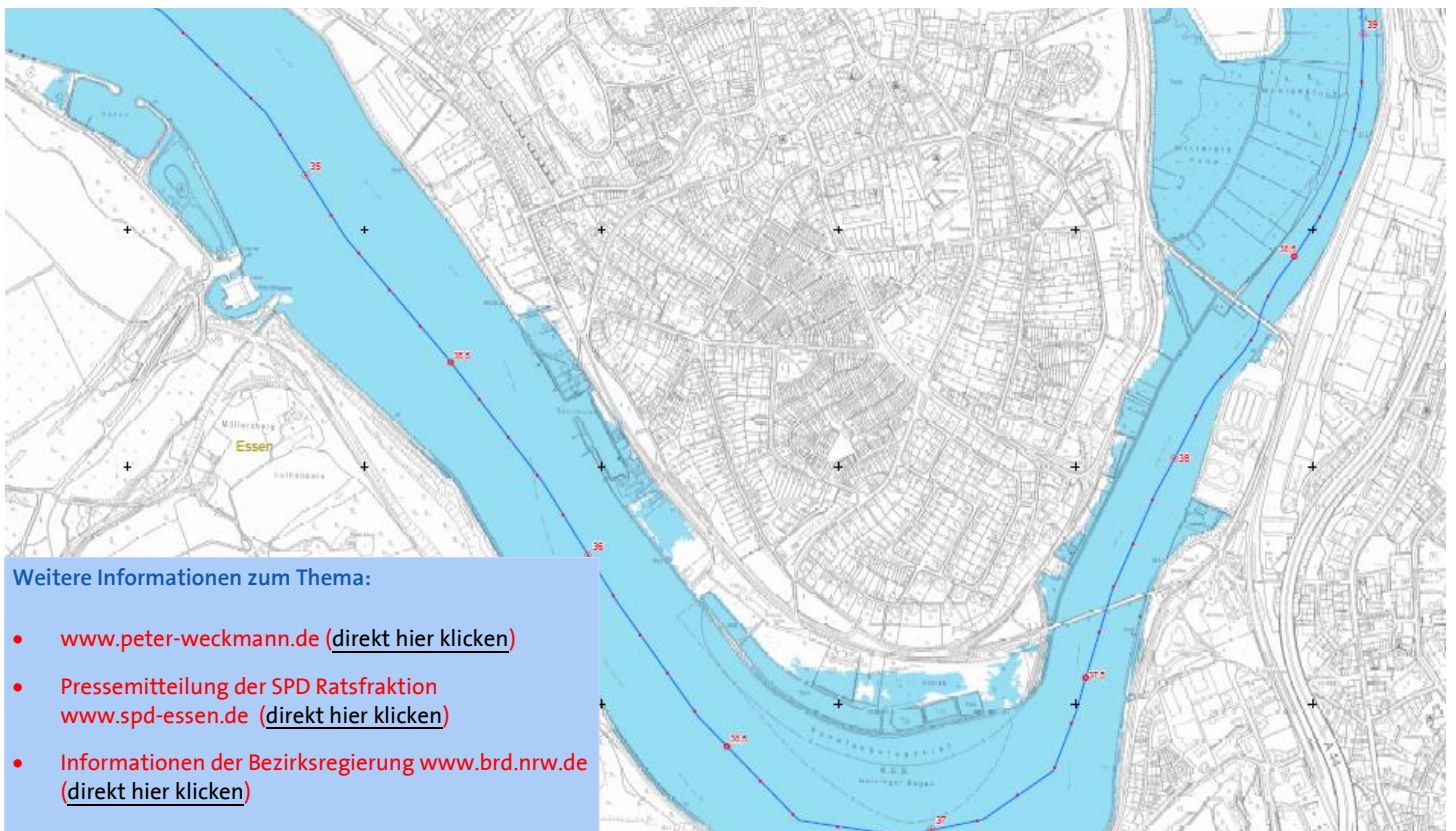 39
35
38,5
35,5
Essen
38
36
37,5
36,5
37
Weitere Informationen zum Thema:
• www.peter-weckmann.de (direkt hier klicken)
• Pressemitteilung der SPD Ratsfraktion
www.spd-essen.de (direkt hier klicken)
• Informationen der Bezirksregierung www.brd.nrw.de
(direkt hier klicken)